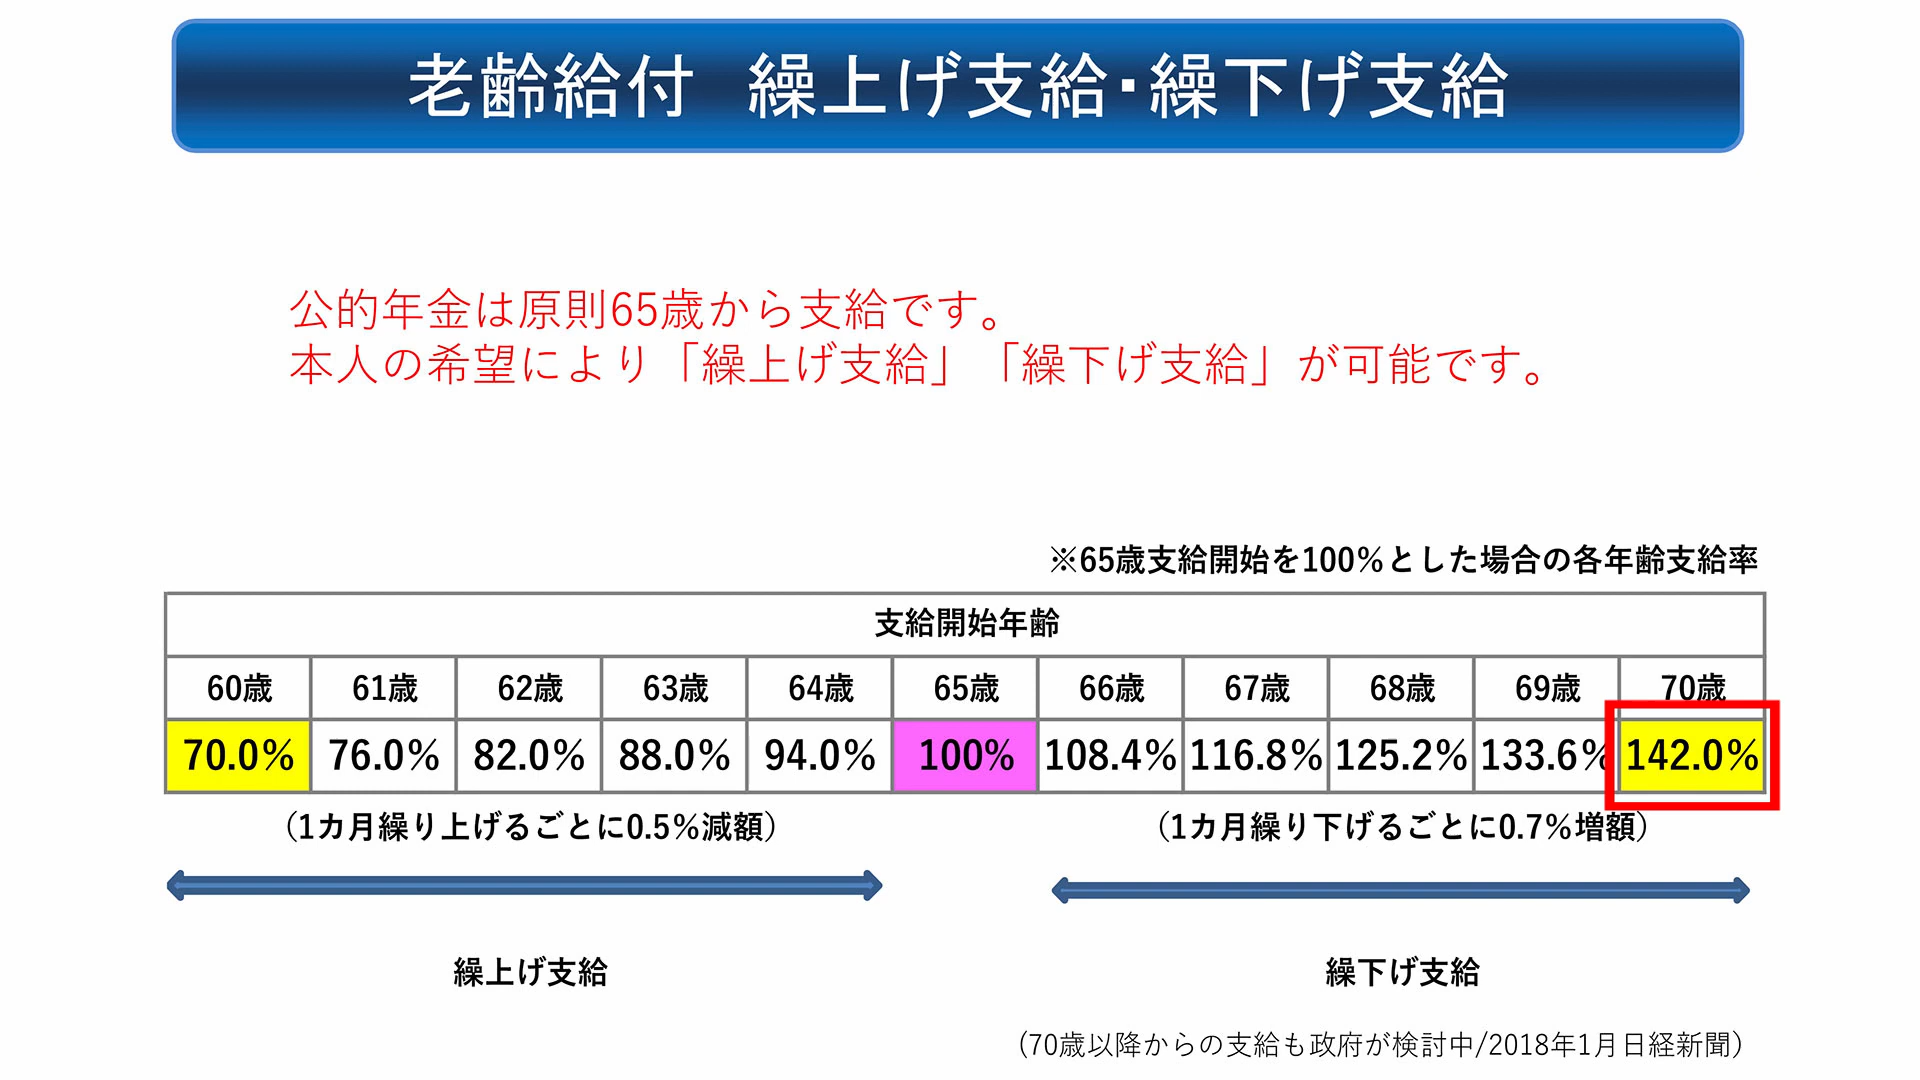 老齢給付　繰上げ支給・繰下げ支給
公的年金は原則65歳から支給です。
本人の希望により「繰上げ支給」「繰下げ支給」が可能です。
※65歳支給開始を100%とした場合の各年齢支給率
支給開始年齢
60歳 61歳 62歳 63歳 64歳 65歳 66歳 67歳 68歳 69歳 70歳
70.0% 76.0% 82.0% 88.0% 94.0% 100% 108.4% 116.8% 125.2% 133.6% 142.0%
（1カ月繰り上げるごとに0.5%減額） （1カ月繰り下げるごとに0.7%増額）
繰上げ支給 繰下げ支給
（70歳以降からの支給も政府が検討中/2018年1月日経新聞）